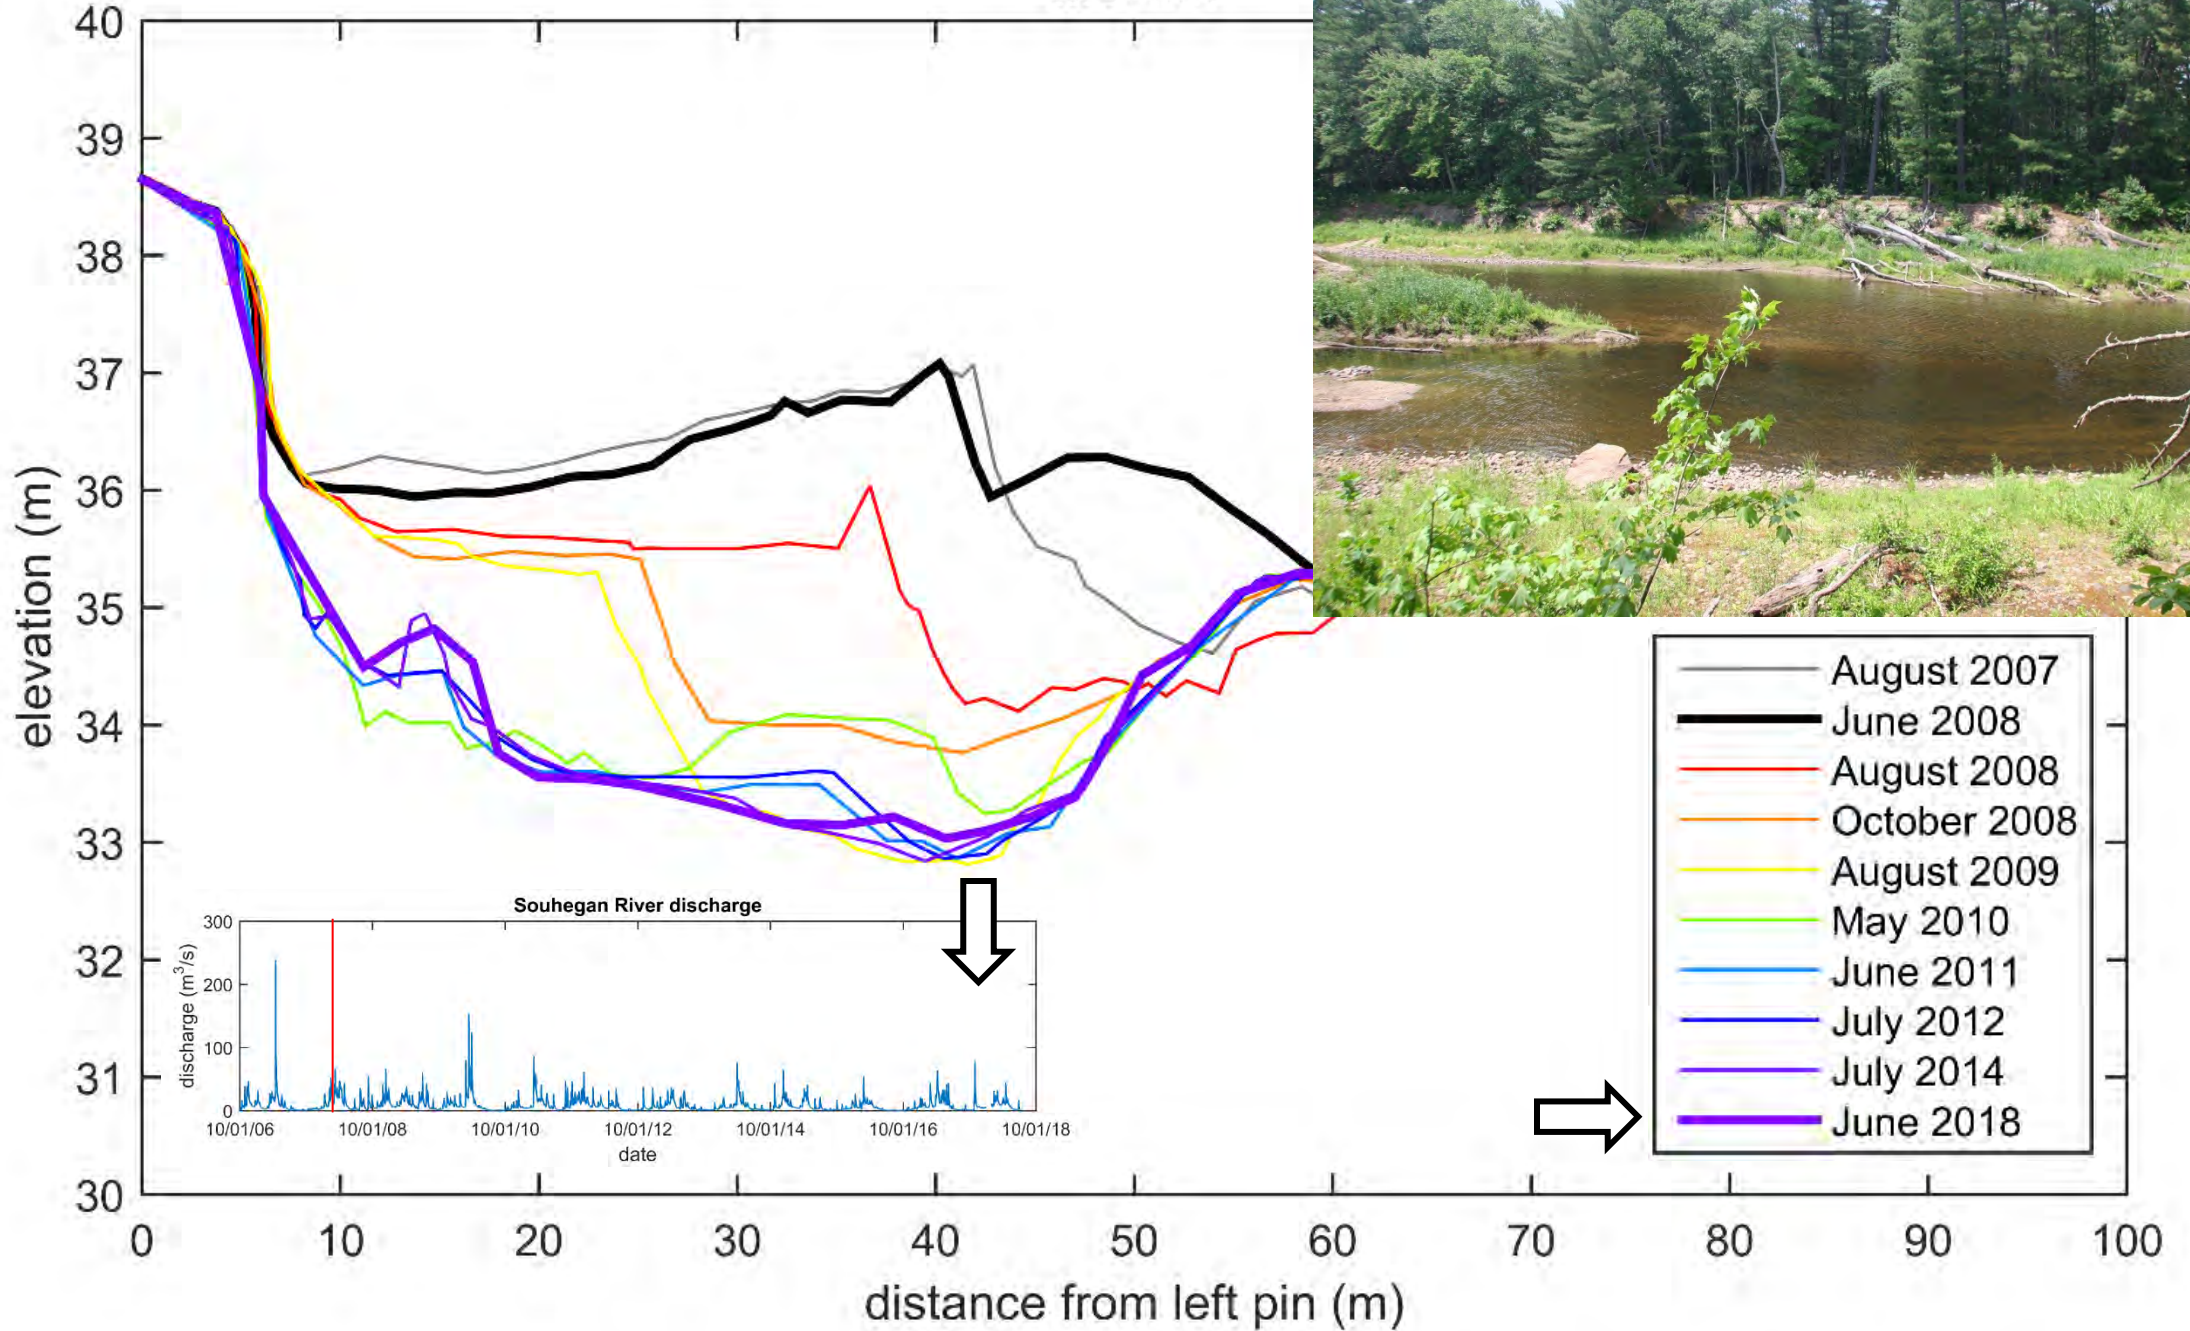 40
39
38
37
36
35
34
33
32
31
30
elevation (m)
0 10 20 30 40 50 60 70 80 90 100
distance from left pin (m)
August 2007
June 2008
August 2008
October 2008
August 2009
May 2010
June 2011
July 2012
July 2014
June 2018
Souhegan River discharge
300
200
100
0
discharge (m³/s)
10/01/06 10/01/08 10/01/10 10/01/12 10/01/14 10/01/16 10/01/18
date